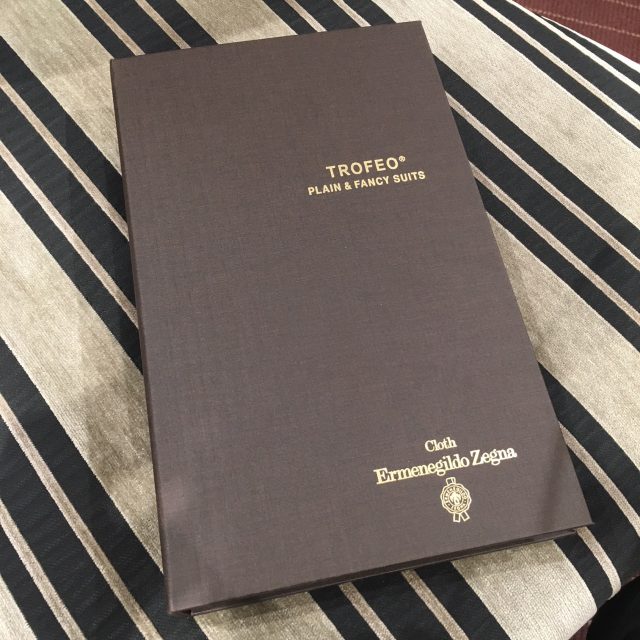 TROFEO®
PLAIN & FANCY SUITS
Cloth
Ermenegildo Zegna